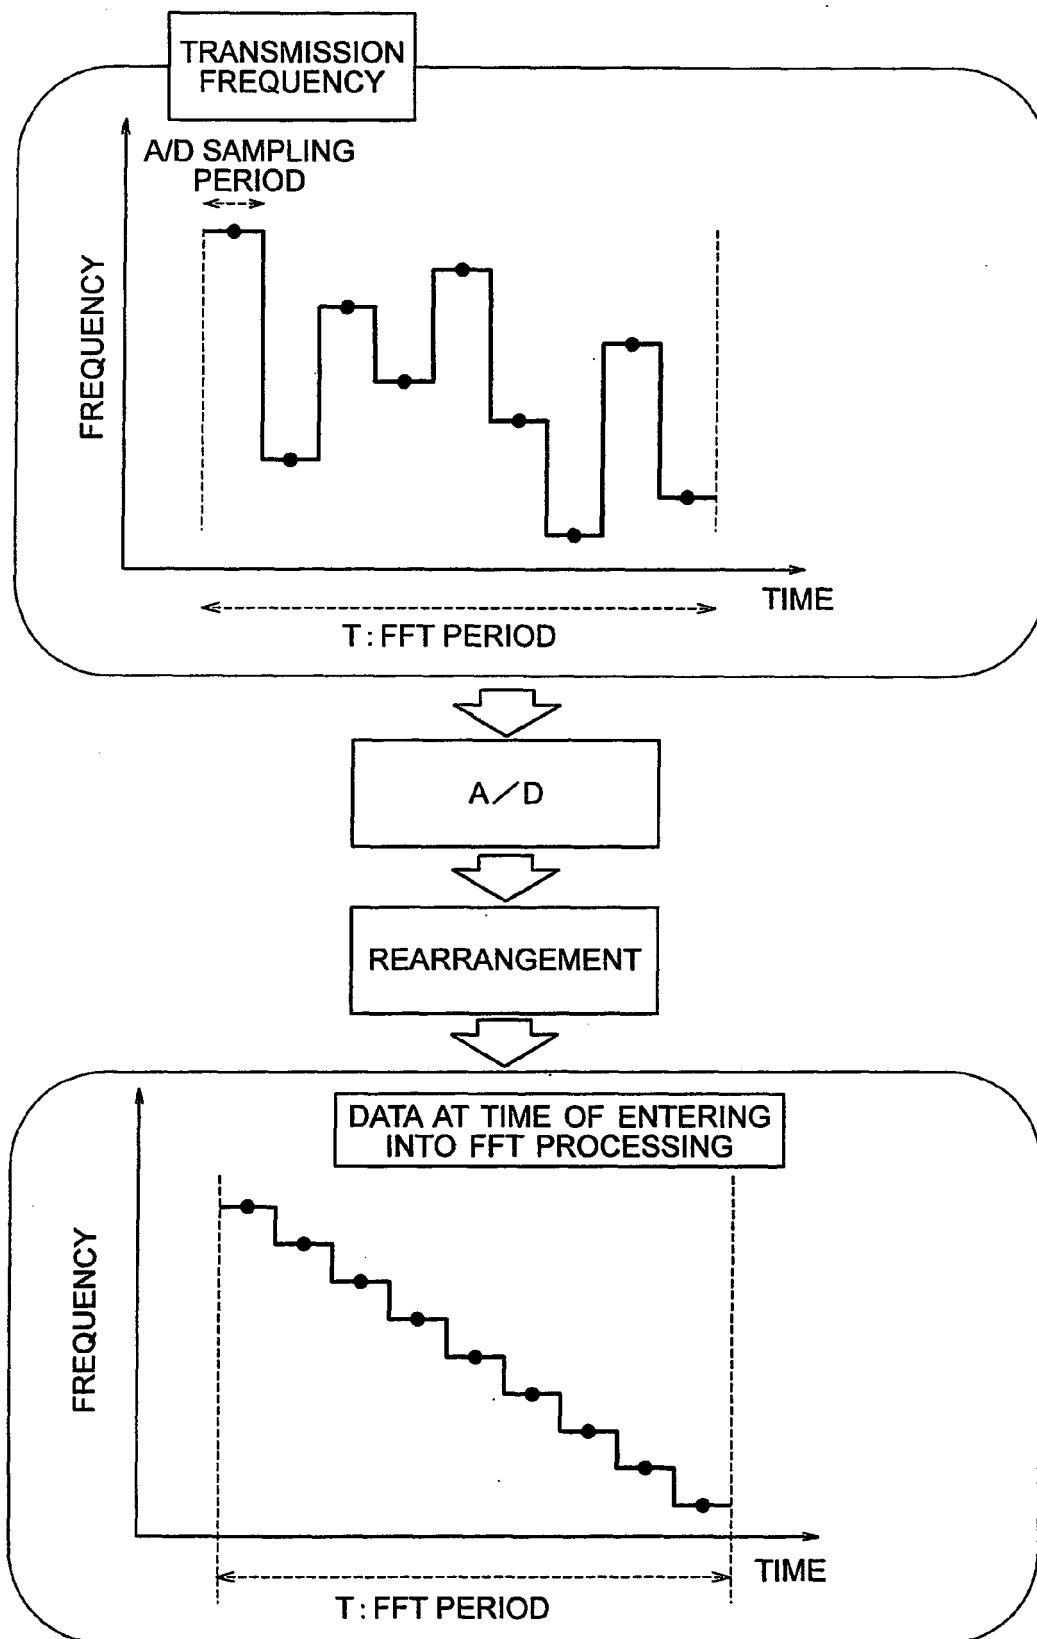 TRANSMISSION
FREQUENCY
A/D SAMPLING
PERIOD
FREQUENCY
TIME
T : FFT PERIOD
A/D
REARRANGEMENT
DATA AT TIME OF ENTERING
INTO FFT PROCESSING
FREQUENCY
TIME
T : FFT PERIOD